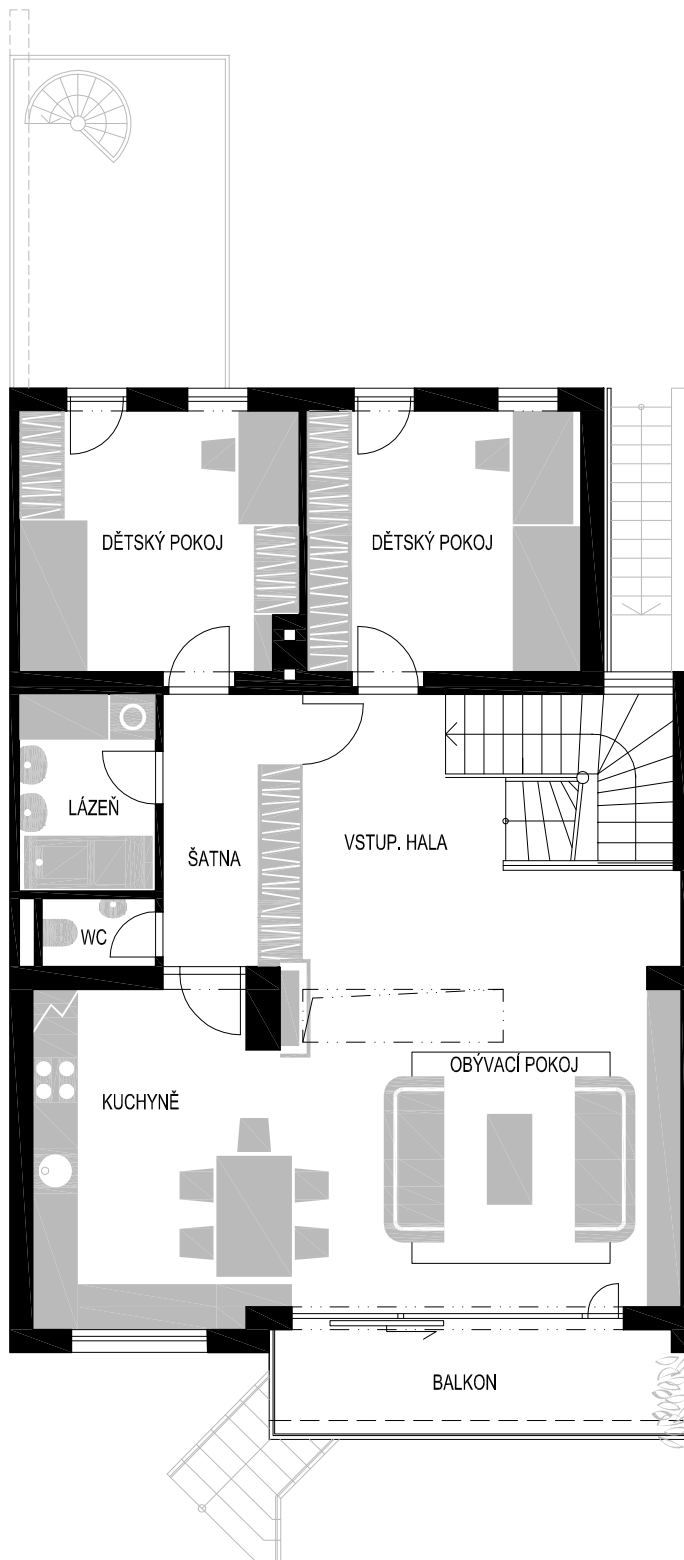 DĚTSKÝ POKOJ
DĚTSKÝ POKOJ
LÁZEŇ
ŠATNA
VSTUP. HALA
WC
OBÝVACÍ POKOJ
KUCHYNĚ
BALKON